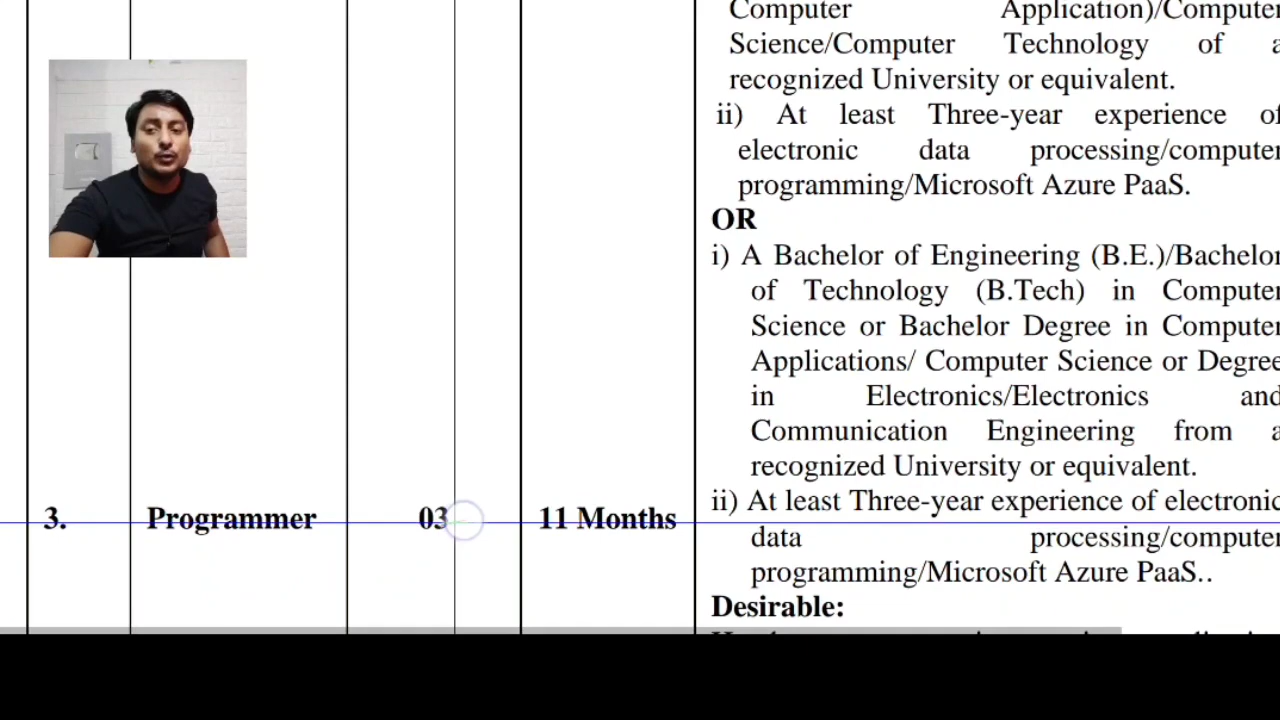 Computer Application)/Computer
Science/Computer Technology of a
recognized University or equivalent.
ii) At least Three-year experience of
electronic data processing/computer
programming/Microsoft Azure PaaS.
OR
i) A Bachelor of Engineering (B.E.)/Bachelor
of Technology (B.Tech) in Computer
Science or Bachelor Degree in Computer
Applications/ Computer Science or Degree
in Electronics/Electronics and
Communication Engineering from a
recognized University or equivalent.
3. Programmer 03 11 Months
ii) At least Three-year experience of electronic
data processing/computer
programming/Microsoft Azure PaaS..
Desirable: